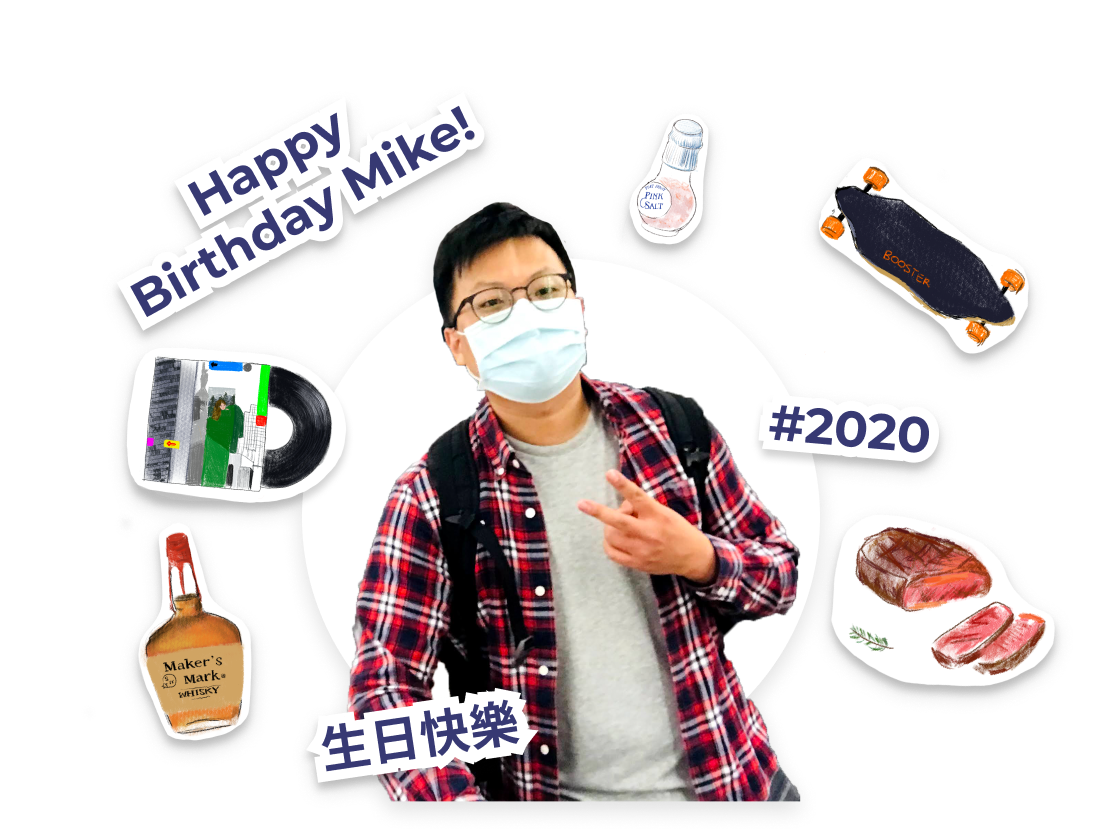 Happy
Birthday Mike!
PINK
SALT
BOOSTER
#2020
Maker's
Mark®
WHISKY
生日快樂